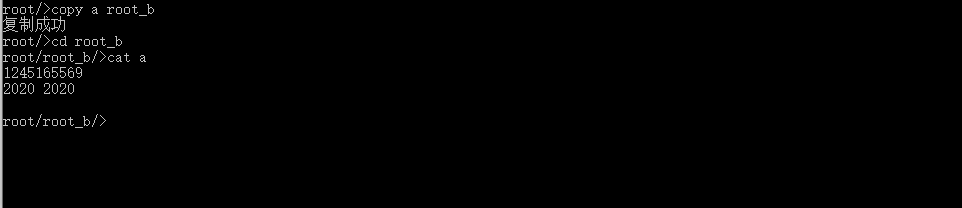 root/>copy a root_b
复制成功
root/>cd root_b
root/root_b/>cat a
1245165569
2020 2020
root/root_b/>